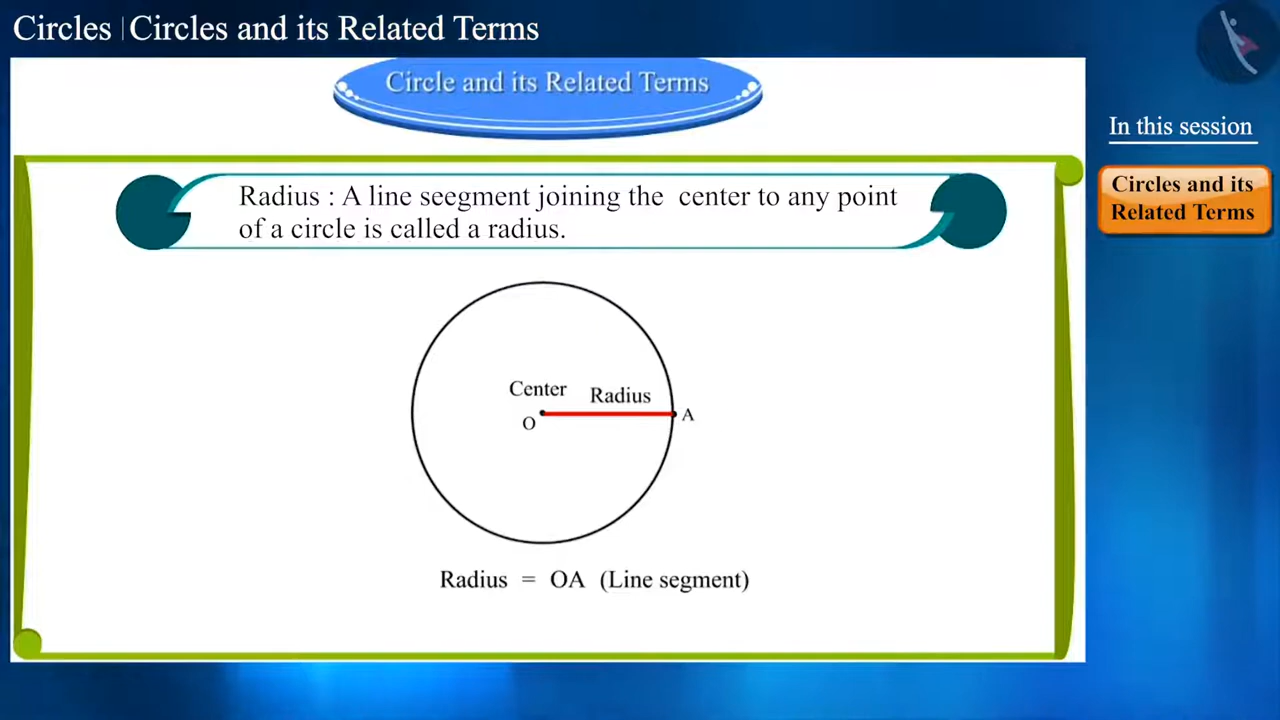 Circles | Circles and its Related Terms
Circle and its Related Terms
In this session
Circles and its
Related Terms
Radius : A line seegment joining the center to any point
of a circle is called a radius.
Center
Radius
O
A
Radius = OA (Line segment)